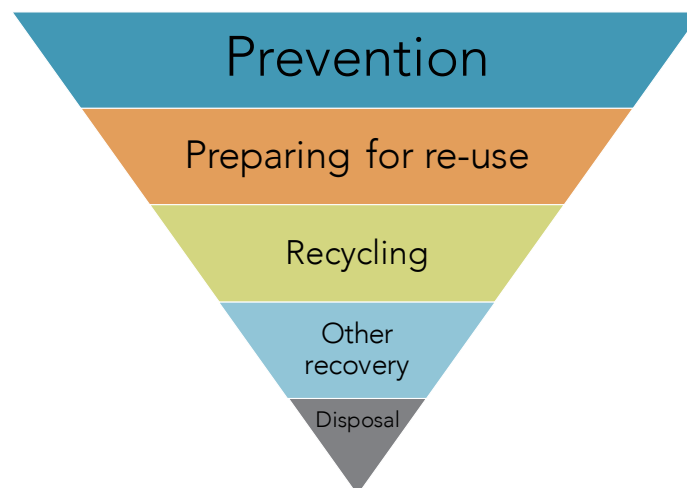 Prevention
Preparing for re-use
Recycling
Other
recovery
Disposal